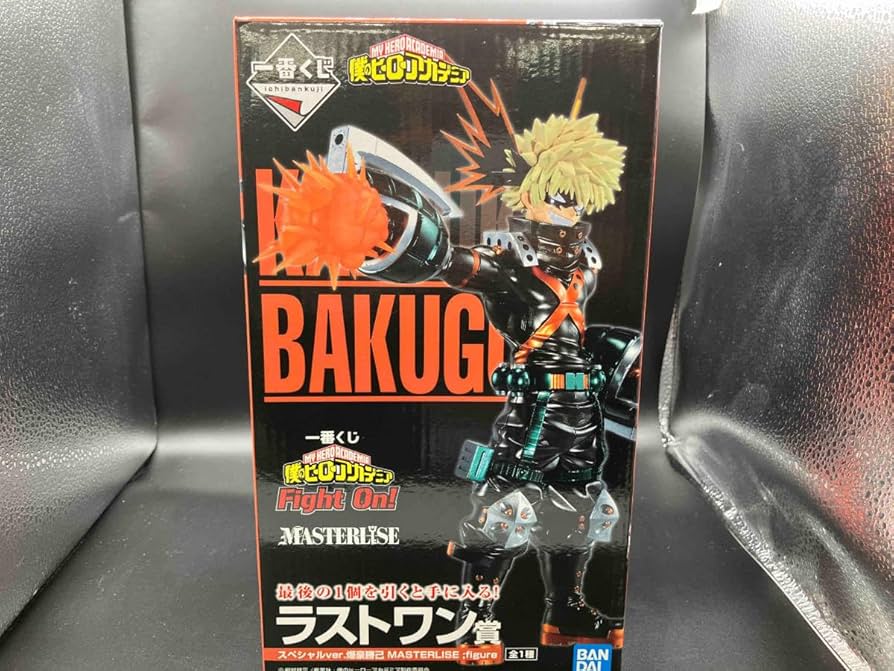 一番くじ
ichibankuji
MY HERO ACADEMIA
僕のヒーローアカデミア
BAKUG
一番くじ
MY HERO ACADEMIA
僕のヒーローアカデミア
Fight On!
MASTERLISE
最後の1個を引くと手に入る!
ラストワン賞
スペシャルver.爆豪勝己 MASTERLISE ;figure
全1種
BAN
DAI